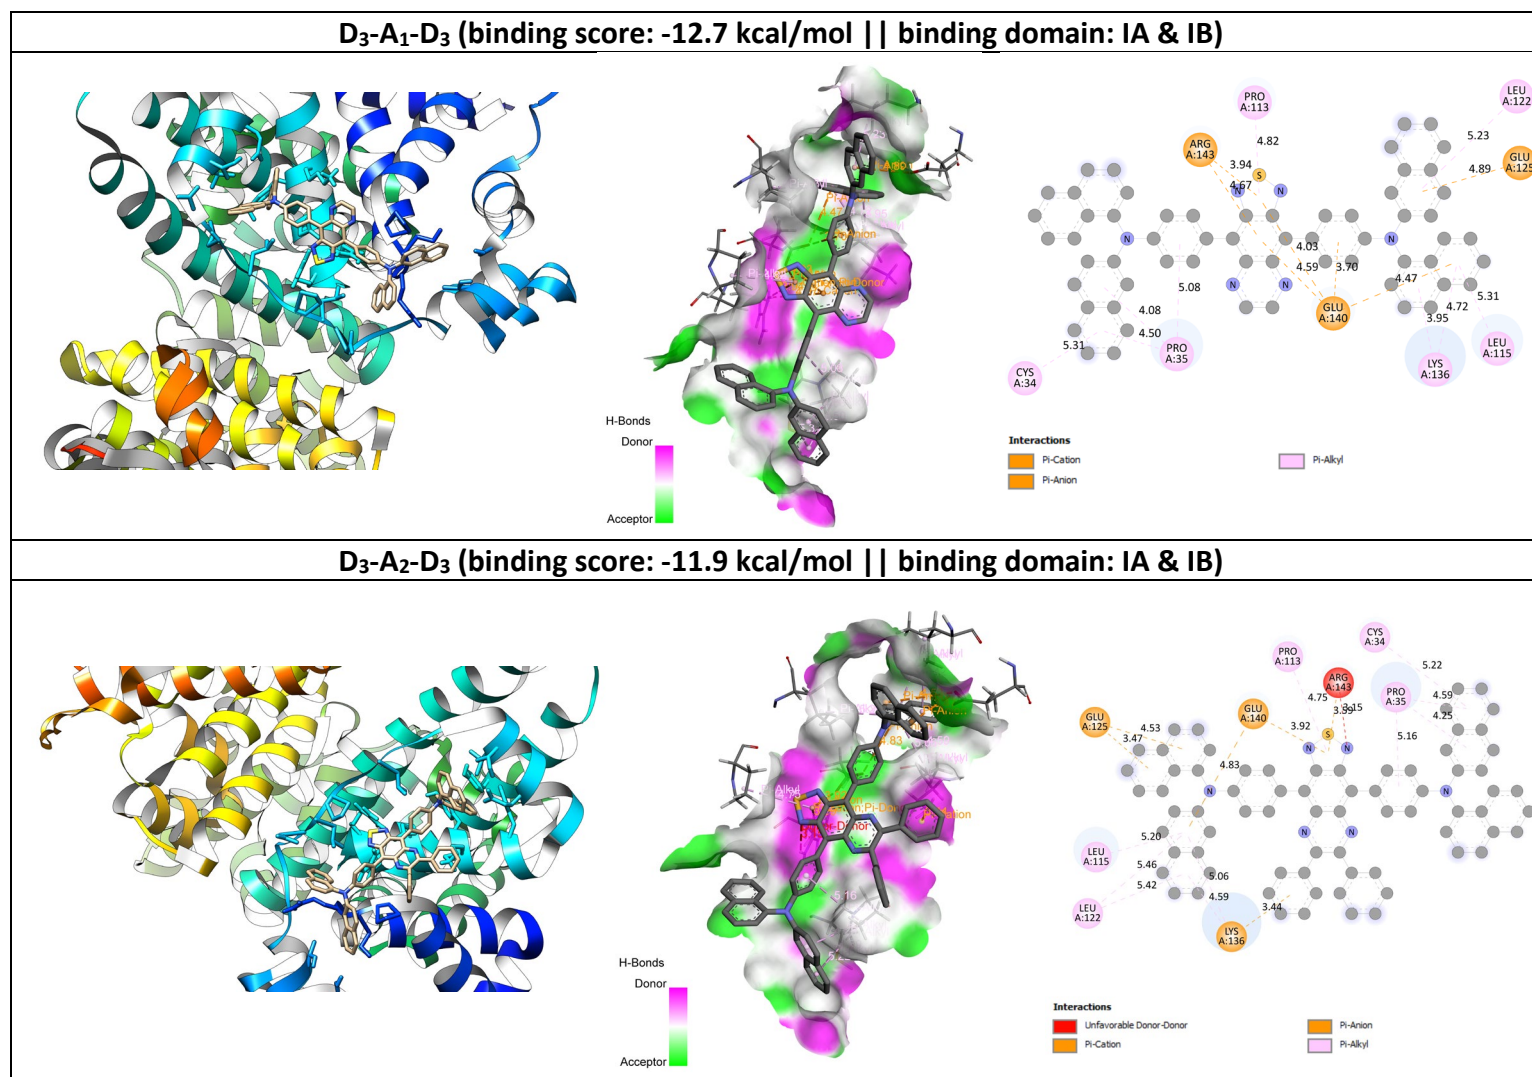 D3-A1-D3 (binding score: -12.7 kcal/mol || binding domain: IA & IB)
H-Bonds
Donor
Acceptor
PRO
A:113
LEU
A:122
ARG
A:143
GLU
A:125
4.82
5.23
4.89
3.94
4.67
S
N
N
N
N
4.03
4.59
3.70
4.47
5.08
4.08
4.50
5.31
4.72
5.31
3.95
N
N
GLU
A:140
PRO
A:35
CYS
A:34
LYS
A:136
LEU
A:115
Interactions
Pi-Cation
Pi-Alkyl
Pi-Anion
D3-A2-D3 (binding score: -11.9 kcal/mol || binding domain: IA & IB)
H-Bonds
Donor
Acceptor
CYS
A:34
PRO
A:113
ARG
A:143
PRO
A:35
GLU
A:125
GLU
A:140
5.22
4.59
4.25
4.75
3.15
3.92
4.53
3.47
4.83
5.16
S
N
N
N
N
N
N
5.20
5.46
5.42
5.06
4.59
3.44
LEU
A:115
LEU
A:122
LYS
A:136
Interactions
Unfavorable Donor-Donor
Pi-Anion
Pi-Cation
Pi-Alkyl